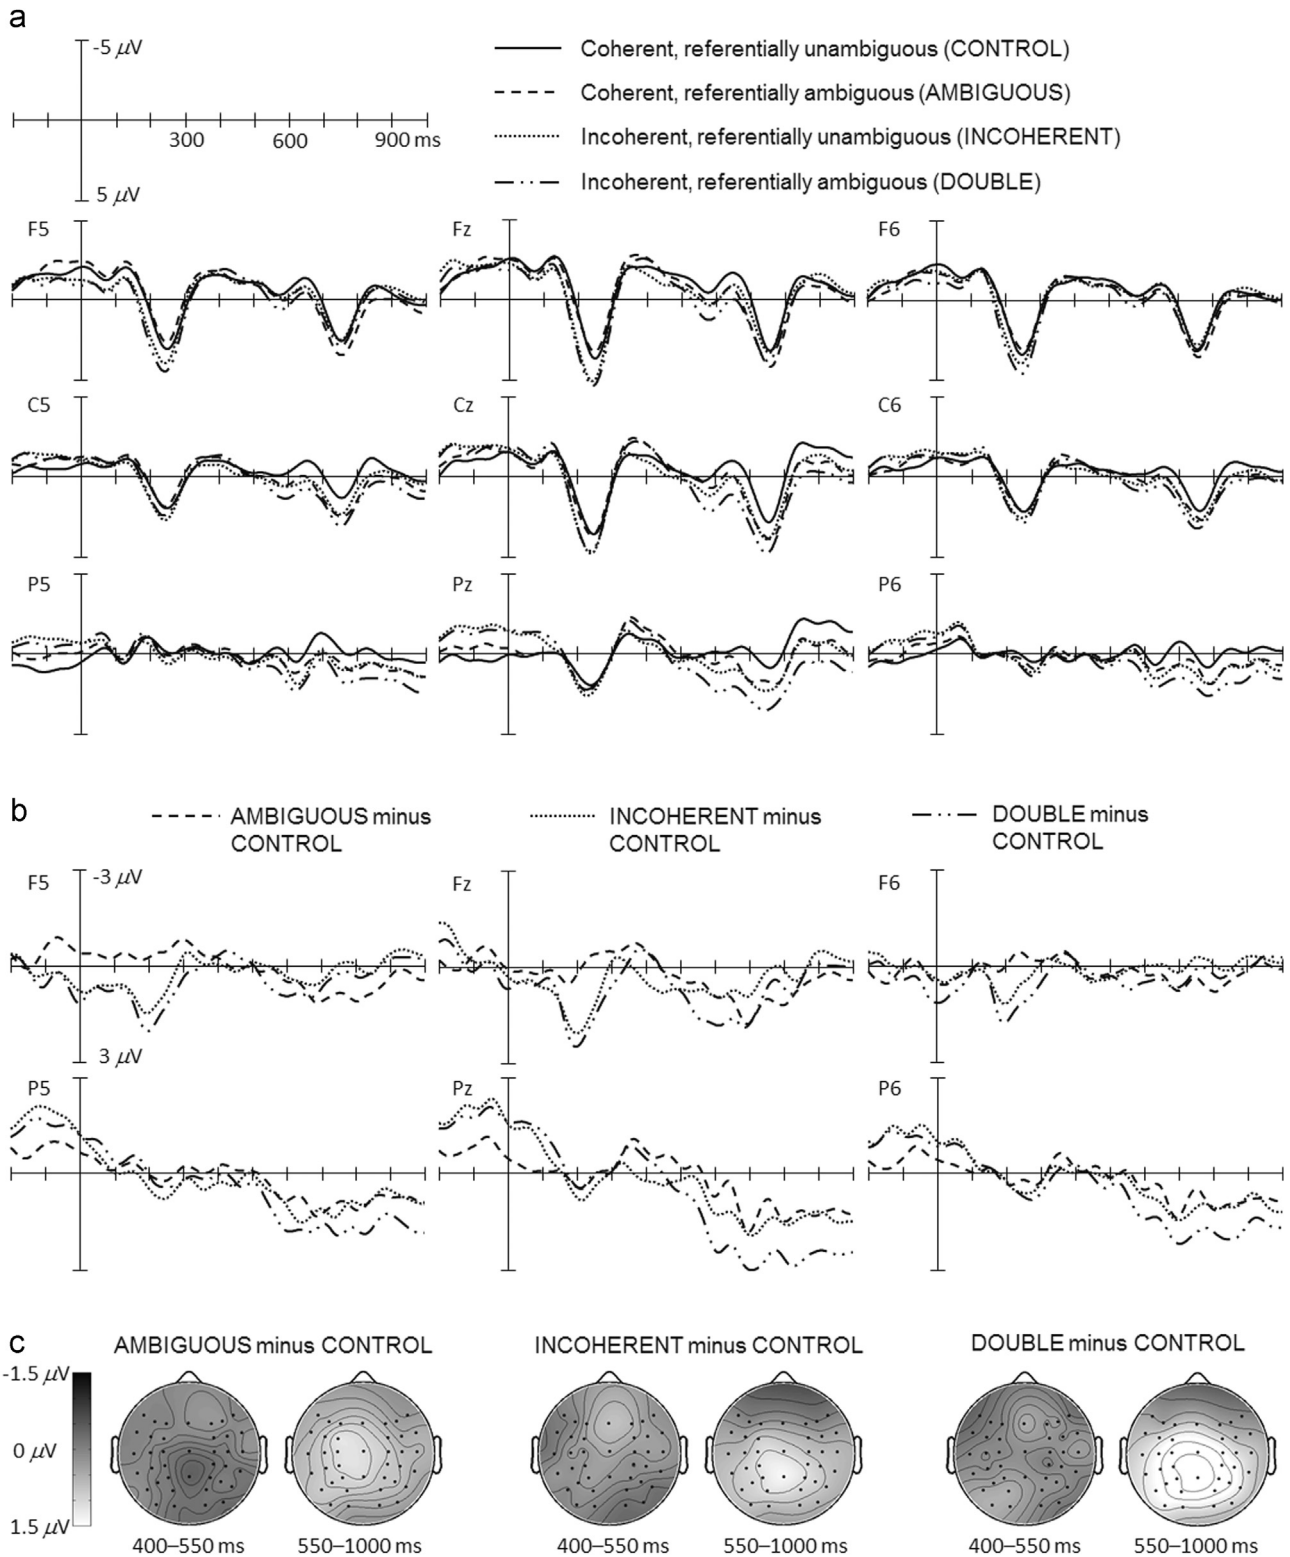 a
-5 μV
300 600 900 ms
5 μV
Coherent, referentially unambiguous (CONTROL)
Coherent, referentially ambiguous (AMBIGUOUS)
Incoherent, referentially unambiguous (INCOHERENT)
Incoherent, referentially ambiguous (DOUBLE)
F5 Fz F6
C5 Cz C6
P5 Pz P6
b
AMBIGUOUS minus
CONTROL
INCOHERENT minus
CONTROL
DOUBLE minus
CONTROL
F5 -3 μV Fz F6
3 μV
P5 Pz P6
c
AMBIGUOUS minus CONTROL INCOHERENT minus CONTROL DOUBLE minus CONTROL
-1.5 μV
0 μV
1.5 μV
400–550 ms 550–1000 ms 400–550 ms 550–1000 ms 400–550 ms 550–1000 ms